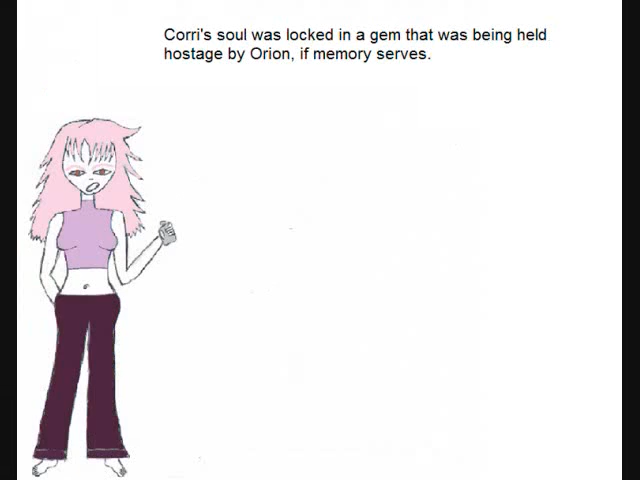 Corri's soul was locked in a gem that was being held
hostage by Orion, if memory serves.